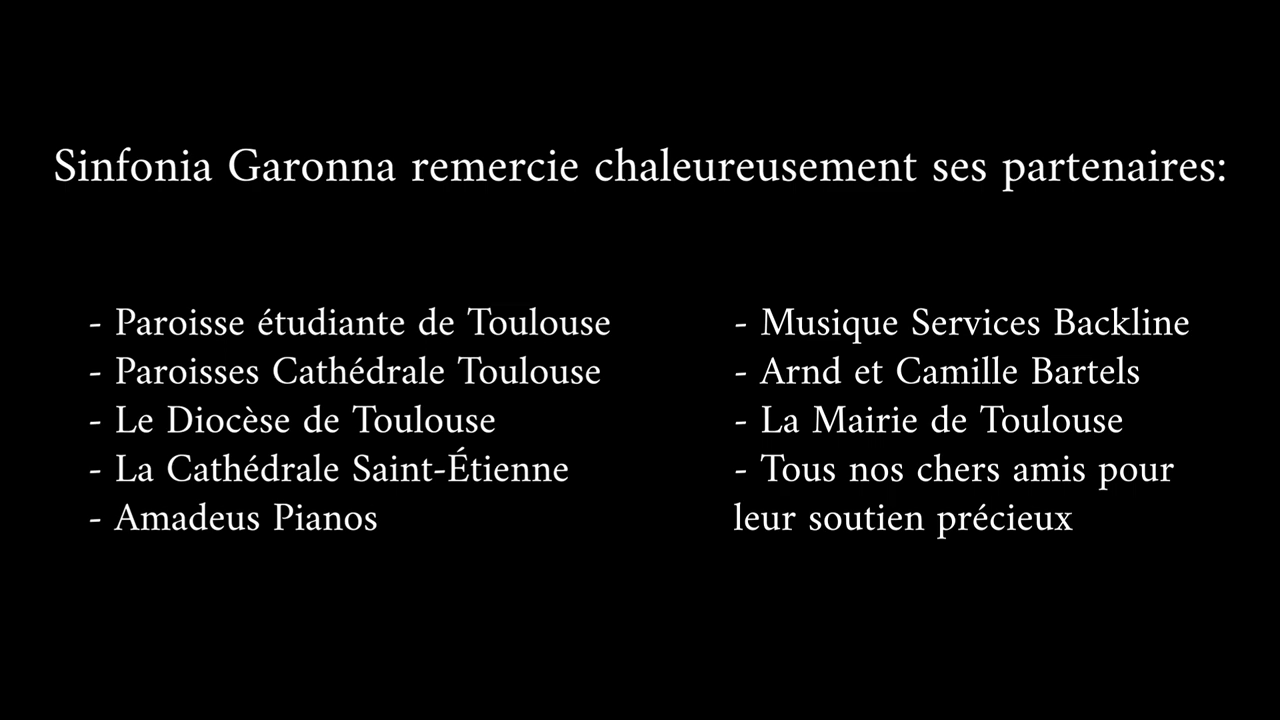 Sinfonia Garonna remercie chaleureusement ses partenaires:
- Paroisse étudiante de Toulouse
- Paroisses Cathédrale Toulouse
- Le Diocèse de Toulouse
- La Cathédrale Saint-Étienne
- Amadeus Pianos
- Musique Services Backline
- Arnd et Camille Bartels
- La Mairie de Toulouse
- Tous nos chers amis pour
leur soutien précieux